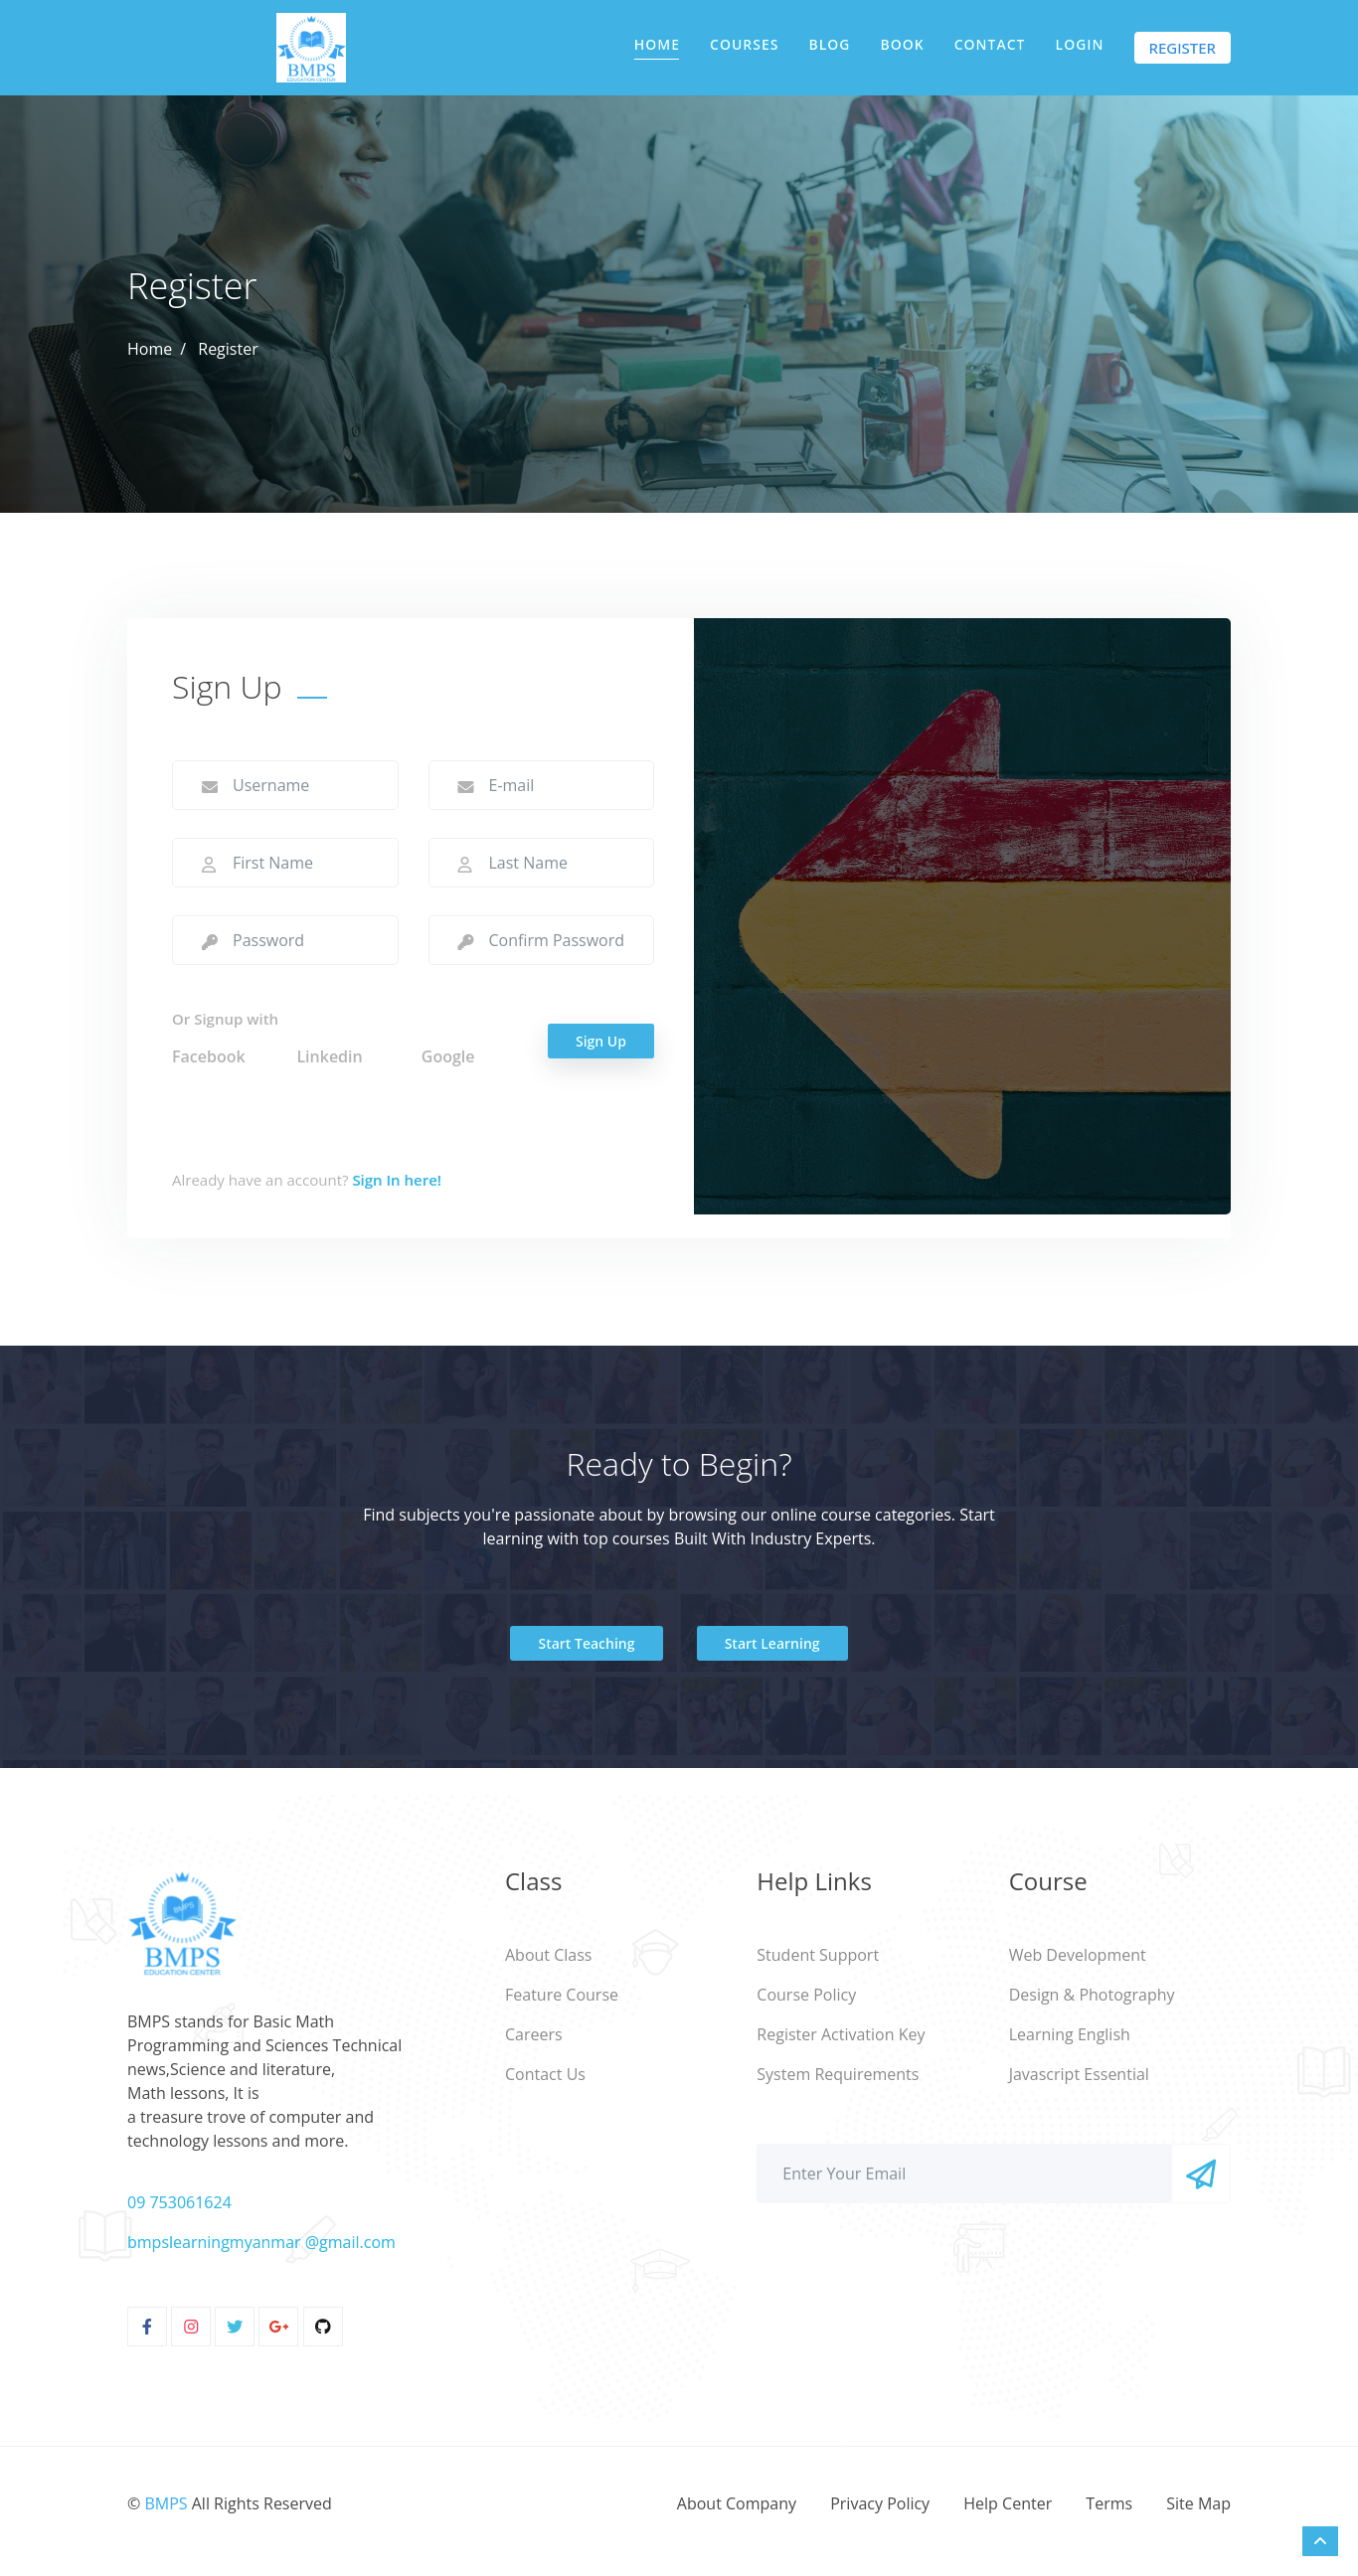 BMPS
EDUCATION CENTER
HOME
COURSES
BLOG
BOOK
CONTACT
LOGIN
REGISTER
Register
Home / Register
Sign Up
Username
E-mail
First Name
Last Name
Password
Confirm Password
Or Signup with
Facebook
Linkedin
Google
Sign Up
Already have an account? Sign In here!
Ready to Begin?
Find subjects you're passionate about by browsing our online course categories. Start
learning with top courses Built With Industry Experts.
Start Teaching
Start Learning
BMPS
BMPS
EDUCATION CENTER
BMPS stands for Basic Math
Programming and Sciences Technical
news,Science and literature,
Math lessons, It is
a treasure trove of computer and
technology lessons and more.
09 753061624
bmpslearningmyanmar @gmail.com
Class
About Class
Feature Course
Careers
Contact Us
Help Links
Student Support
Course Policy
Register Activation Key
System Requirements
Course
Web Development
Design & Photography
Learning English
Javascript Essential
Enter Your Email
© BMPS All Rights Reserved
About Company
Privacy Policy
Help Center
Terms
Site Map